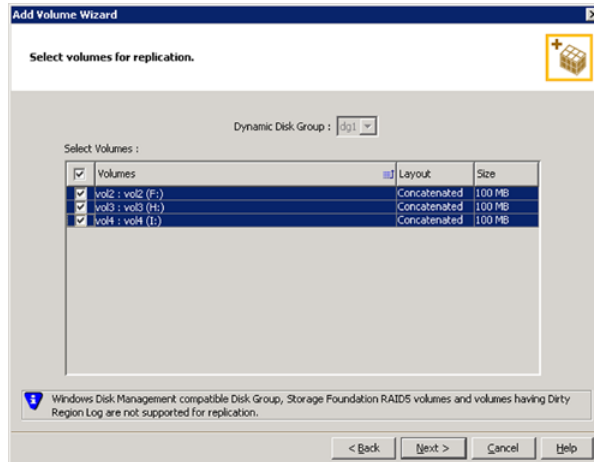 Add Volume Wizard
Select volumes for replication.
Dynamic Disk Group : dg1
Select Volumes :
Volumes Layout Size
vol2 : vol2 (F:) Concatenated 100 MB
vol3 : vol3 (H:) Concatenated 100 MB
vol4 : vol4 (I:) Concatenated 100 MB
Windows Disk Management compatible Disk Group, Storage Foundation RAID5 volumes and volumes having Dirty
Region Log are not supported for replication.
< Back Next > Cancel Help